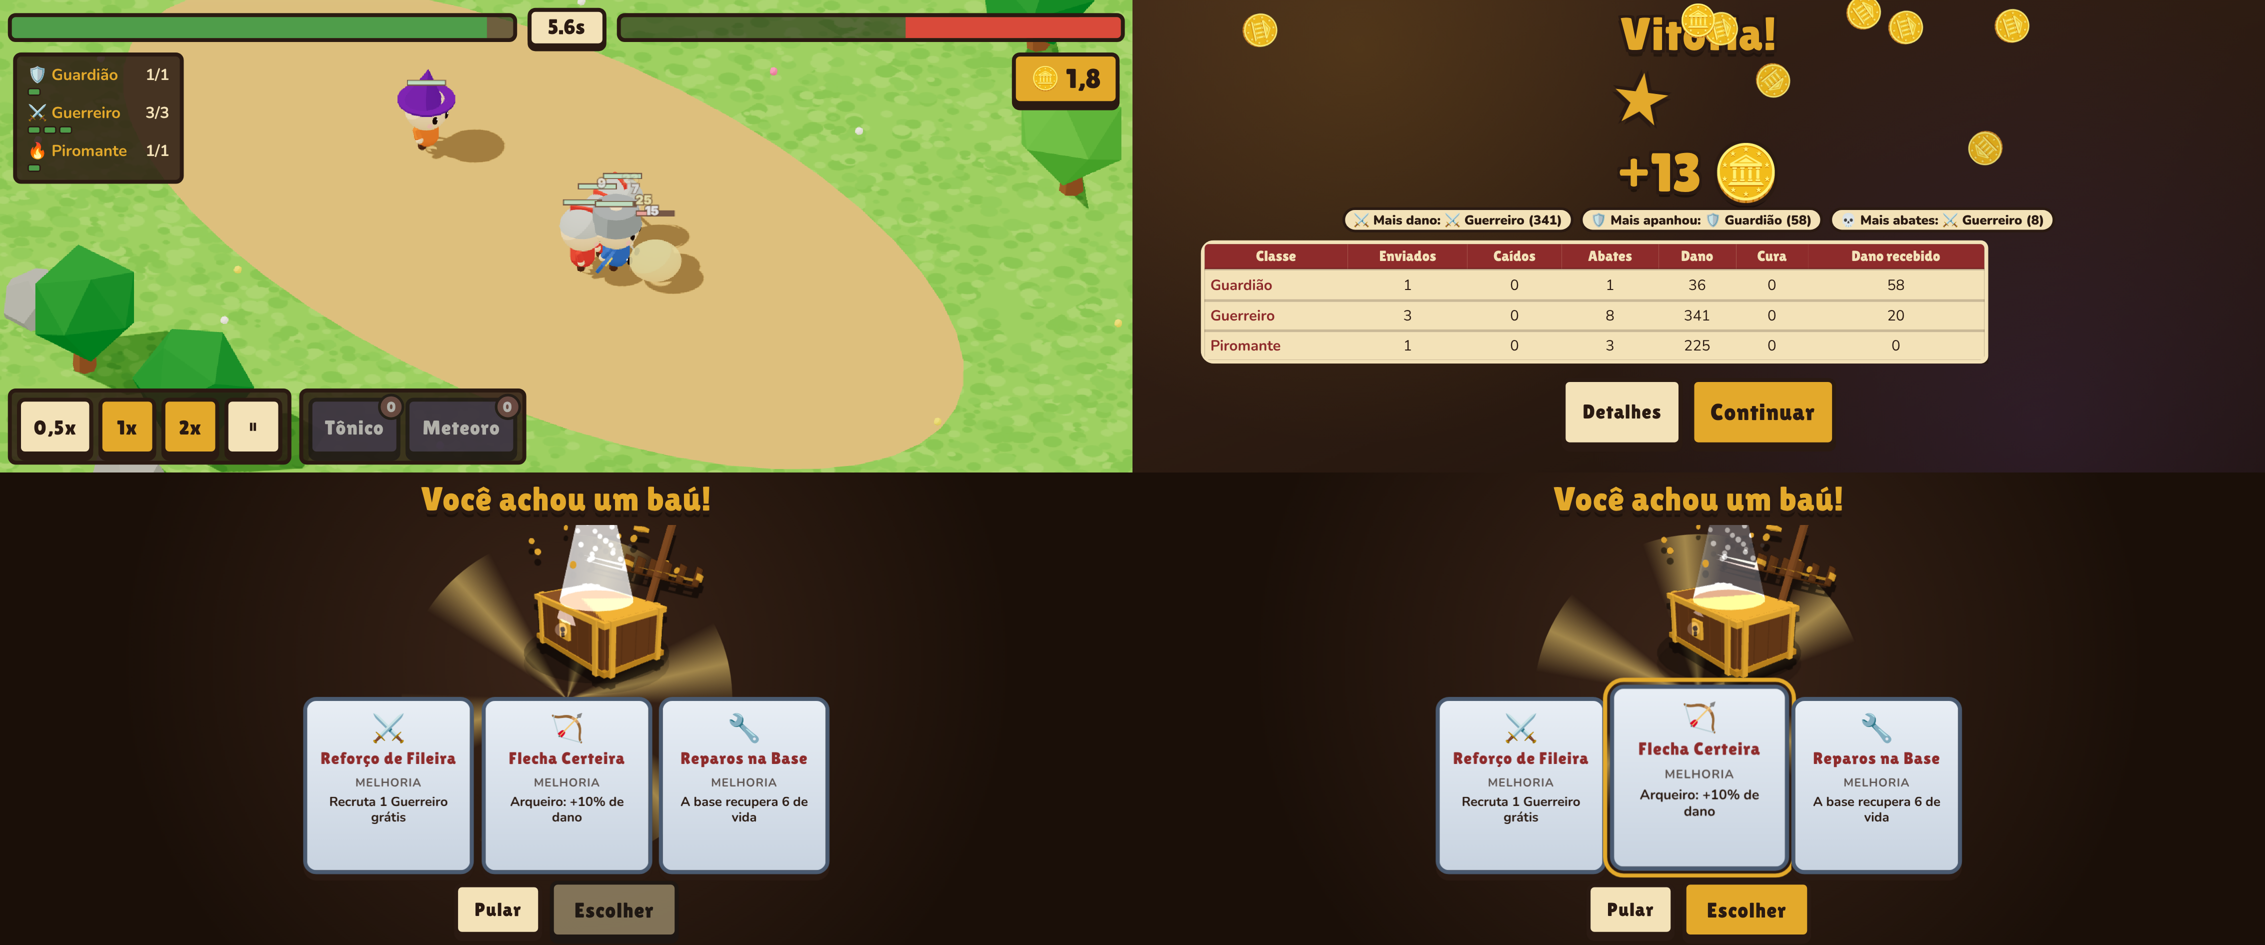 5.6s
Guardião 1/1
Guerreiro 3/3
Piromante 1/1
1,8
9
7
25
15
0,5x 1x 2x II
Tônico 0
Meteoro 0
Vitória!
+13
Mais dano: Guerreiro (341)
Mais apanhou: Guardião (58)
Mais abates: Guerreiro (8)
Classe Enviados Caídos Abates Dano Cura Dano recebido
Guardião 1 0 1 36 0 58
Guerreiro 3 0 8 341 0 20
Piromante 1 0 3 225 0 0
Detalhes Continuar
Você achou um baú!
Reforço de Fileira
MELHORIA
Recruta 1 Guerreiro
grátis
Flecha Certeira
MELHORIA
Arqueiro: +10% de
dano
Reparos na Base
MELHORIA
A base recupera 6 de
vida
Pular Escolher
Você achou um baú!
Reforço de Fileira
MELHORIA
Recruta 1 Guerreiro
grátis
Flecha Certeira
MELHORIA
Arqueiro: +10% de
dano
Reparos na Base
MELHORIA
A base recupera 6 de
vida
Pular Escolher